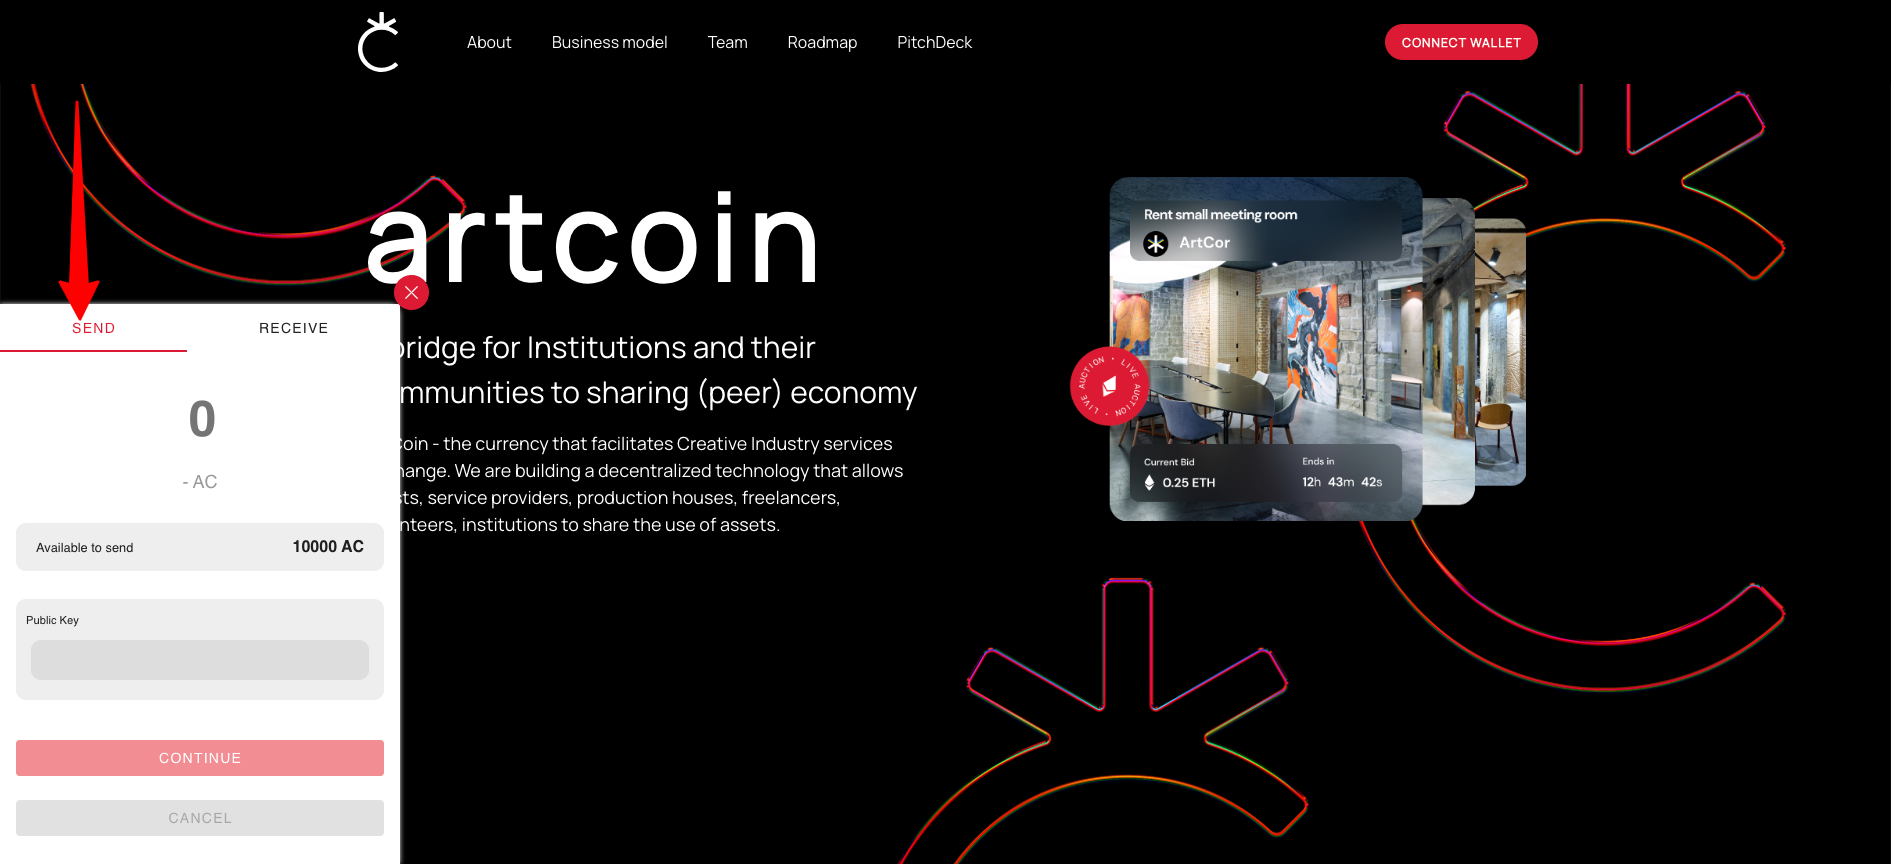 About
Business model
Team
Roadmap
PitchDeck
CONNECT WALLET
artcoin
bridge for Institutions and their
mmunities to sharing (peer) economy
Coin - the currency that facilitates Creative Industry services
hange. We are building a decentralized technology that allows
sts, service providers, production houses, freelancers,
nteers, institutions to share the use of assets.
SEND
RECEIVE
0
- AC
Available to send
10000 AC
Public Key
CONTINUE
CANCEL
Rent small meeting room
ArtCor
LIVE AUCTION • LIVE AUCTION •
Current Bid
0.25 ETH
Ends in
12h 43m 42s